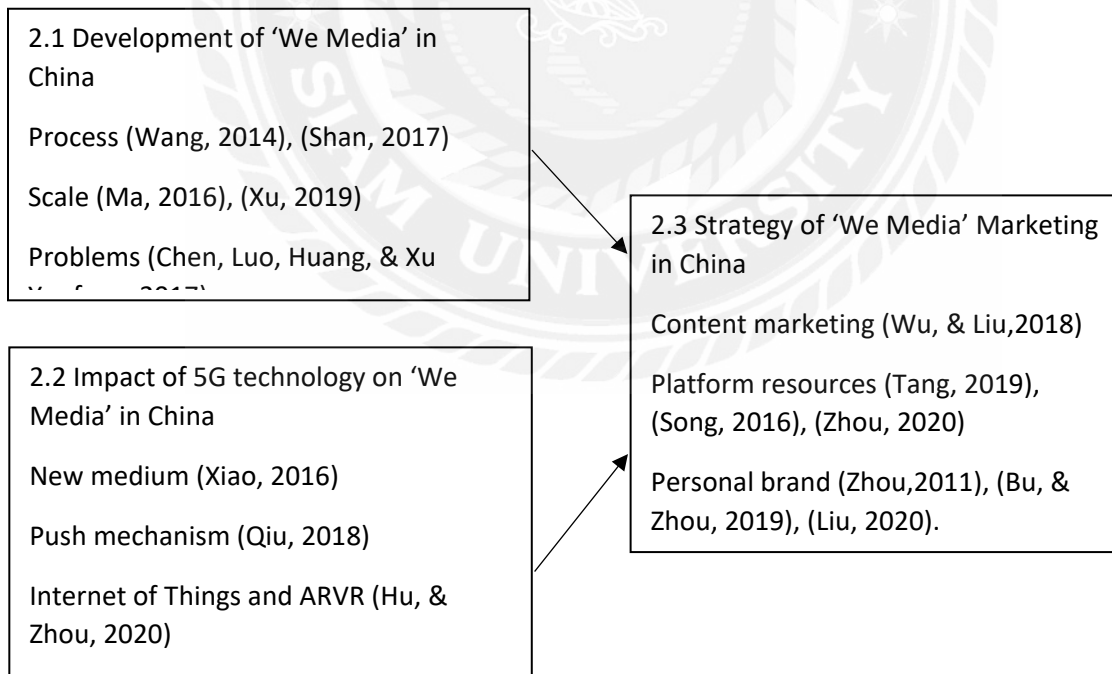 2.1 Development of ‘We Media’ in
China
Process (Wang, 2014), (Shan, 2017)
Scale (Ma, 2016), (Xu, 2019)
Problems (Chen, Luo, Huang, & Xu
2.2 Impact of 5G technology on ‘We
Media’ in China
New medium (Xiao, 2016)
Push mechanism (Qiu, 2018)
Internet of Things and ARVR (Hu, &
Zhou, 2020)
2.3 Strategy of ‘We Media’ Marketing
in China
Content marketing (Wu, & Liu,2018)
Platform resources (Tang, 2019),
(Song, 2016), (Zhou, 2020)
Personal brand (Zhou,2011), (Bu, &
Zhou, 2019), (Liu, 2020).
SIAM UNIVERSITY